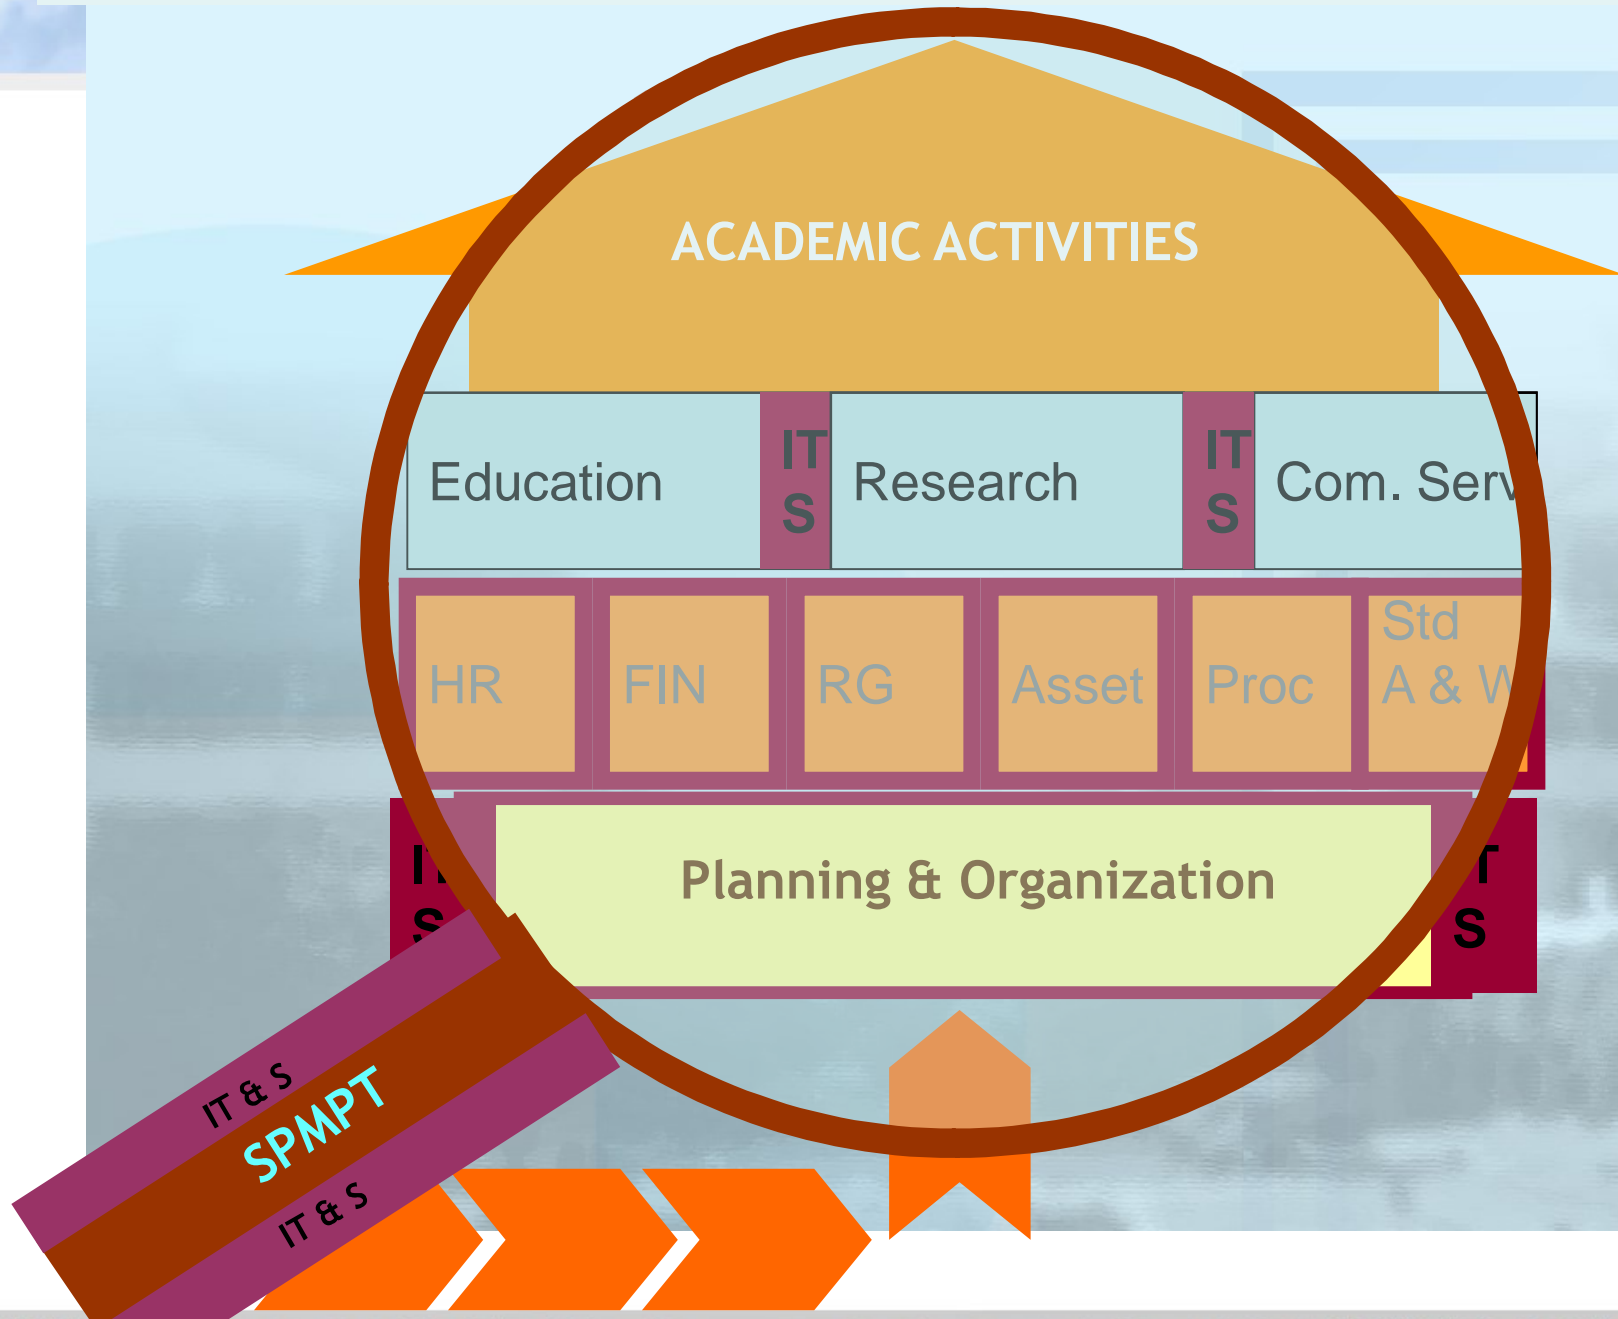 ACADEMIC ACTIVITIES
Education
IT
S
Research
IT
S
Com. Serv
HR
FIN
RG
Asset
Proc
Std
A & W
IT
S
Planning & Organization
T
S
IT & S
SPMPT
IT & S